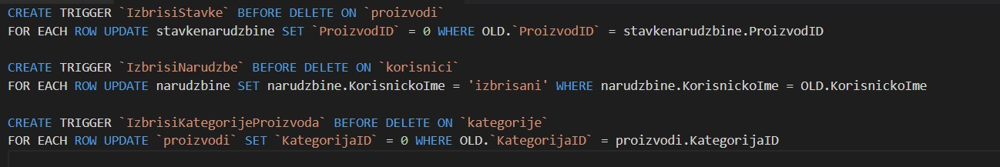 CREATE TRIGGER `IzbrisiStavke` BEFORE DELETE ON `proizvodi`
FOR EACH ROW UPDATE stavkenarudzbine SET `ProizvodID` = 0 WHERE OLD.`ProizvodID` = stavkenarudzbine.ProizvodID
CREATE TRIGGER `IzbrisiNarudzbe` BEFORE DELETE ON `korisnici`
FOR EACH ROW UPDATE narudzbine SET narudzbine.KorisnickoIme = 'izbrisani' WHERE narudzbine.KorisnickoIme = OLD.KorisnickoIme
CREATE TRIGGER `IzbrisiKategorijeProizvoda` BEFORE DELETE ON `kategorije`
FOR EACH ROW UPDATE `proizvodi` SET `KategorijaID` = 0 WHERE OLD.`KategorijaID` = proizvodi.KategorijaID